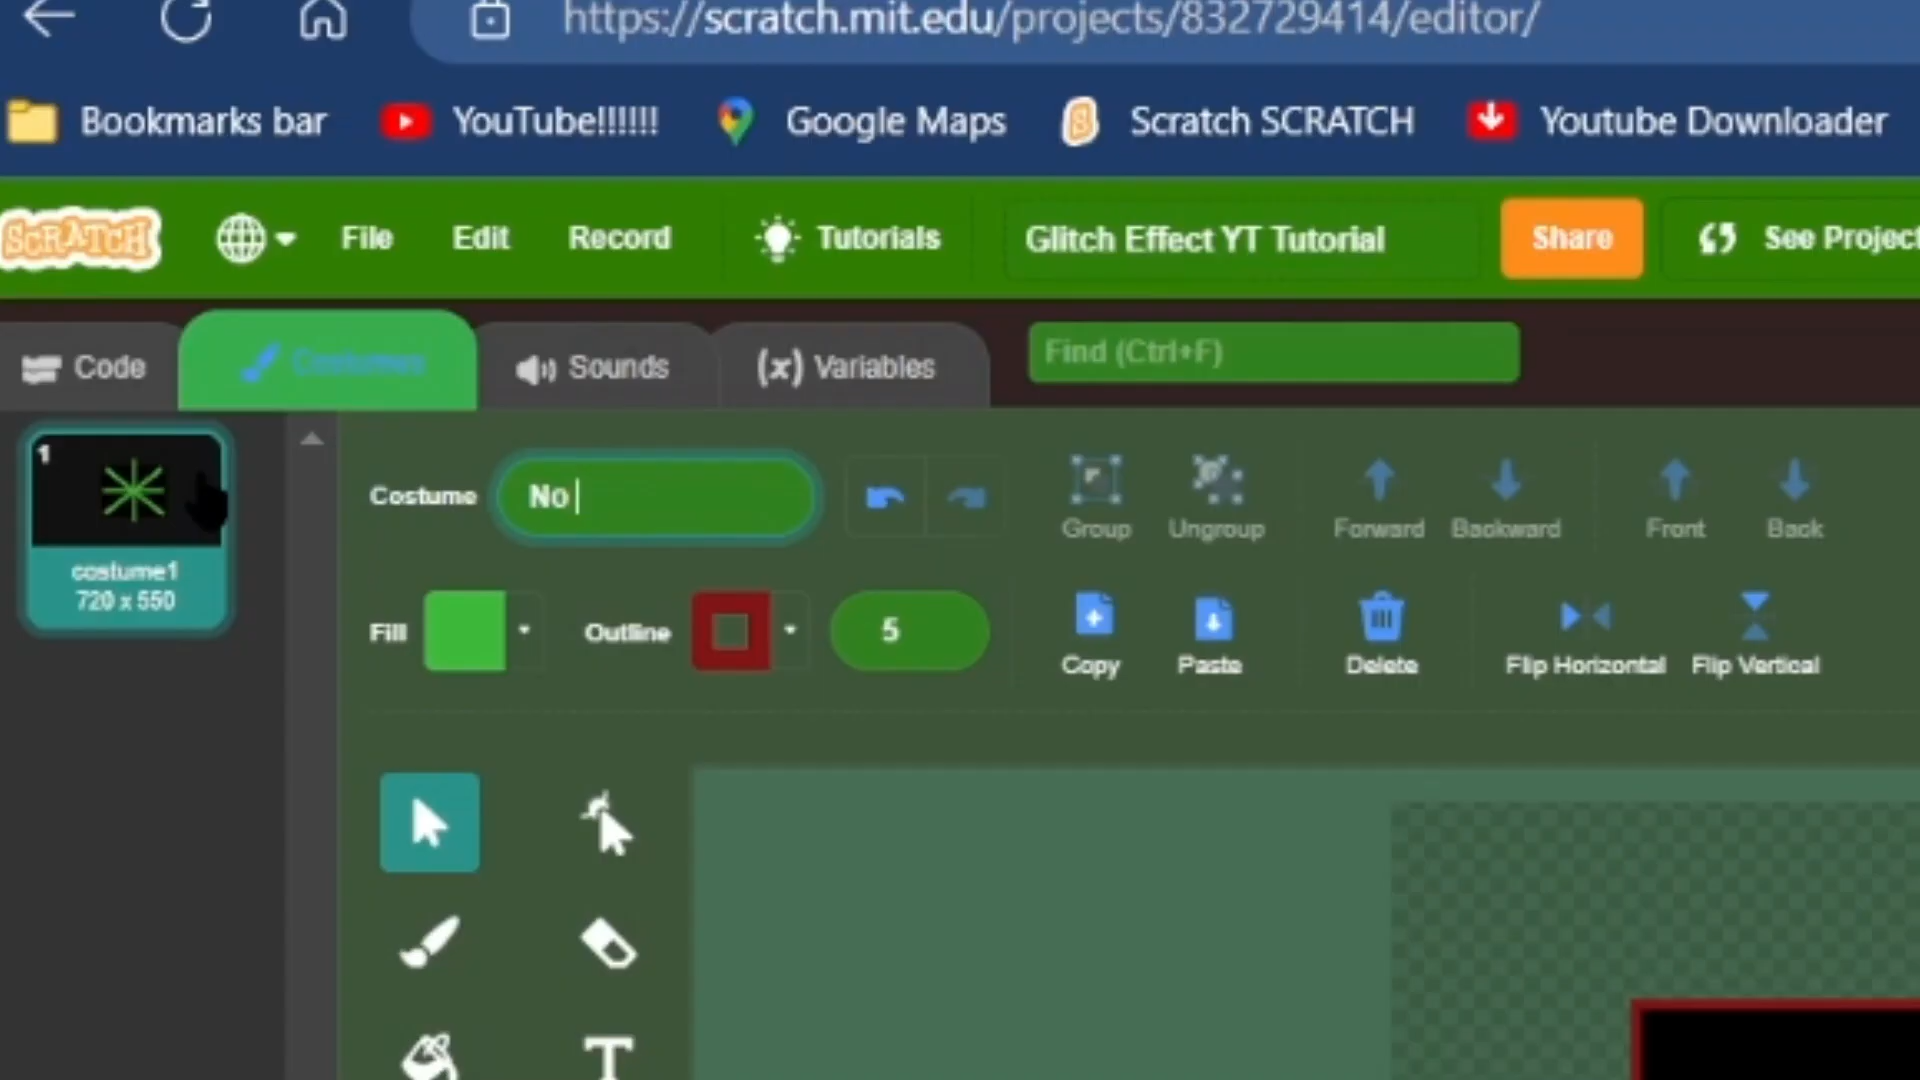 https://scratch.mit.edu/projects/832729414/editor/
Bookmarks bar YouTube!!!!!! Google Maps Scratch SCRATCH Youtube Downloader
SCRATCH File Edit Record Tutorials Glitch Effect YT Tutorial Share See Project
Code Costumes Sounds (x) Variables Find (Ctrl+F)
1
costume1
720 x 550
Costume No
Group Ungroup Forward Backward Front Back
Fill Outline 5
Copy Paste Delete Flip Horizontal Flip Vertical
T